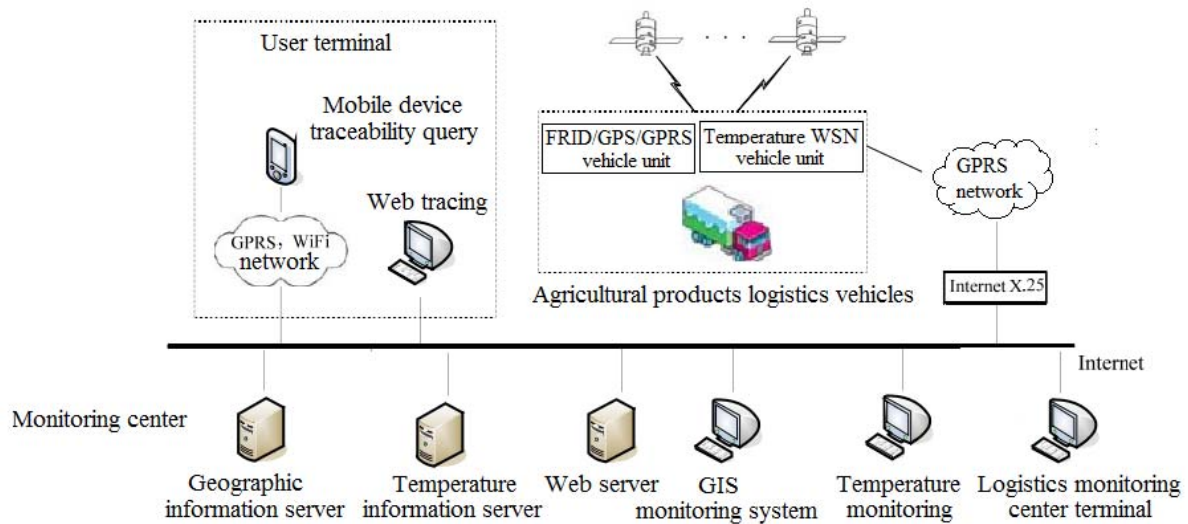 User terminal
Mobile device
traceability query
Web tracing
GPRS，WiFi
network
FRID/GPS/GPRS
vehicle unit
Temperature WSN
vehicle unit
GPRS
network
Agricultural products logistics vehicles
Internet X.25
Internet
Monitoring center
Geographic
information server
Temperature
information server
Web server
GIS
monitoring system
Temperature
monitoring
Logistics monitoring
center terminal